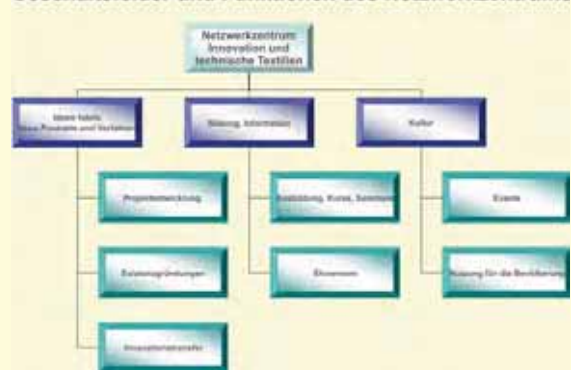 Netzwerkzentrum
Innovation und
technische Textilien
Ideen fabrik
Neue Produkte und Verfahren
Bildung, Information
Kultur
Projektentwicklung
Ausbildung, Kurse, Seminare
Events
Existenzgründungen
Showroom
Nutzung für die Bevölkerung
Innovationstransfer